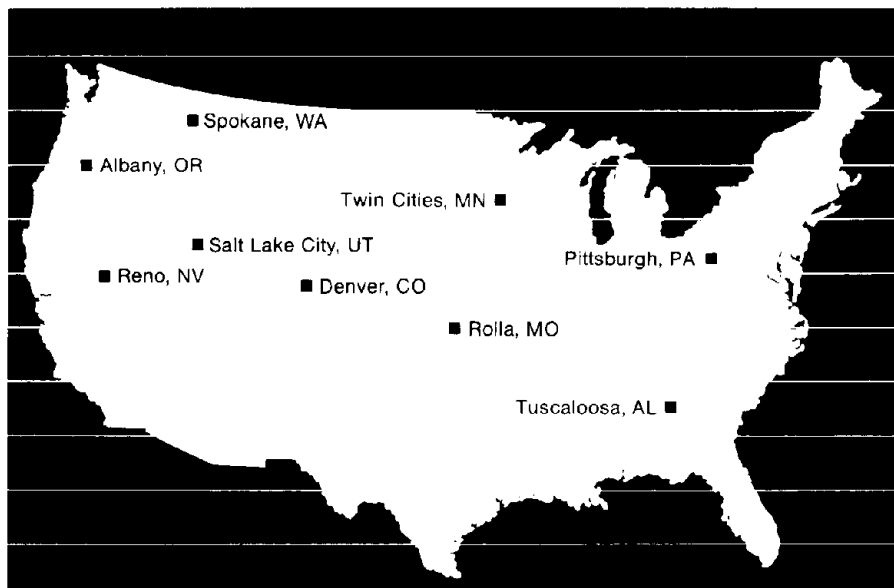 Spokane, WA
Albany, OR
Twin Cities, MN
Salt Lake City, UT
Pittsburgh, PA
Reno, NV
Denver, CO
Rolla, MO
Tuscaloosa, AL